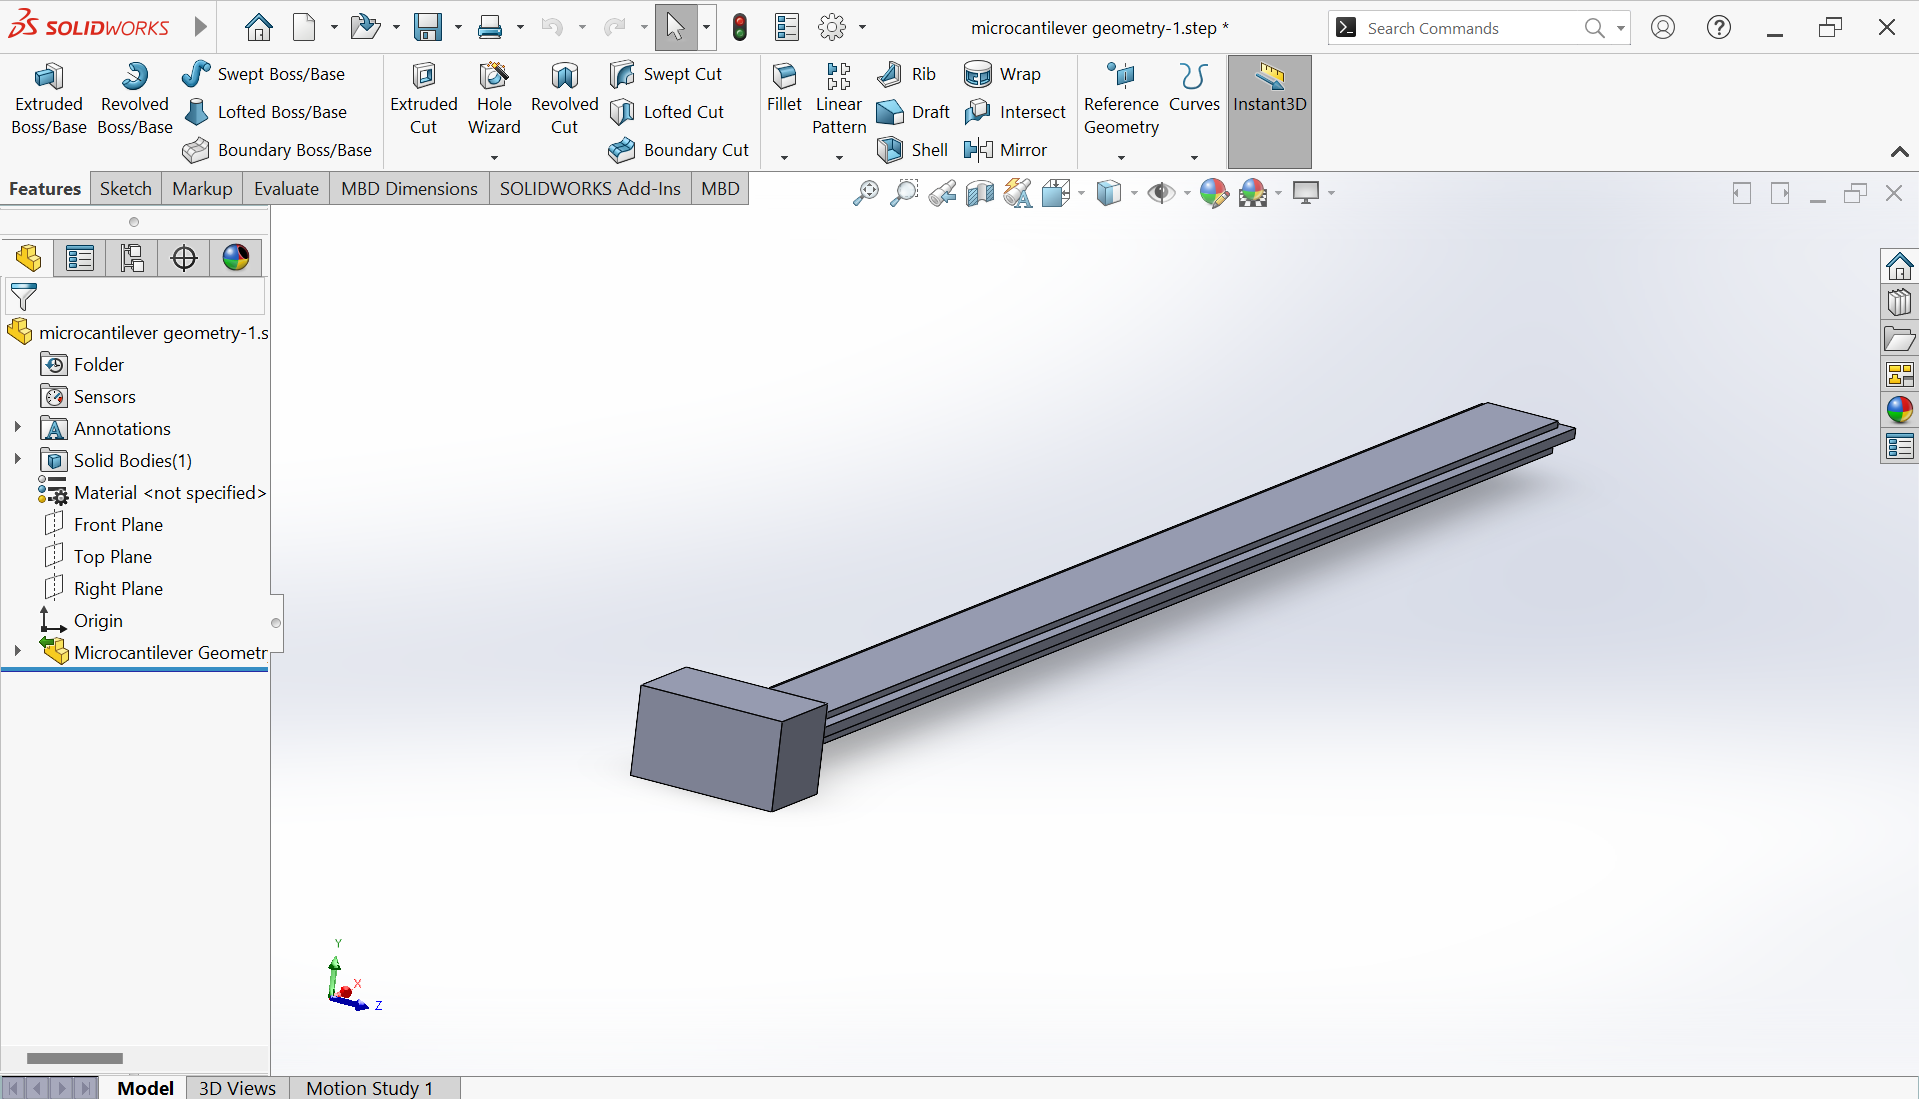 SOLIDWORKS
microcantilever geometry-1.step *
Search Commands
Extruded Boss/Base
Revolved Boss/Base
Swept Boss/Base
Lofted Boss/Base
Boundary Boss/Base
Extruded Cut
Hole Wizard
Revolved Cut
Swept Cut
Lofted Cut
Boundary Cut
Fillet
Linear Pattern
Rib
Draft
Shell
Wrap
Intersect
Mirror
Reference Geometry
Curves
Instant3D
Features
Sketch
Markup
Evaluate
MBD Dimensions
SOLIDWORKS Add-Ins
MBD
microcantilever geometry-1.s
Folder
Sensors
Annotations
Solid Bodies(1)
Material <not specified>
Front Plane
Top Plane
Right Plane
Origin
Microcantilever Geometr
Y
X
Z
Model
3D Views
Motion Study 1